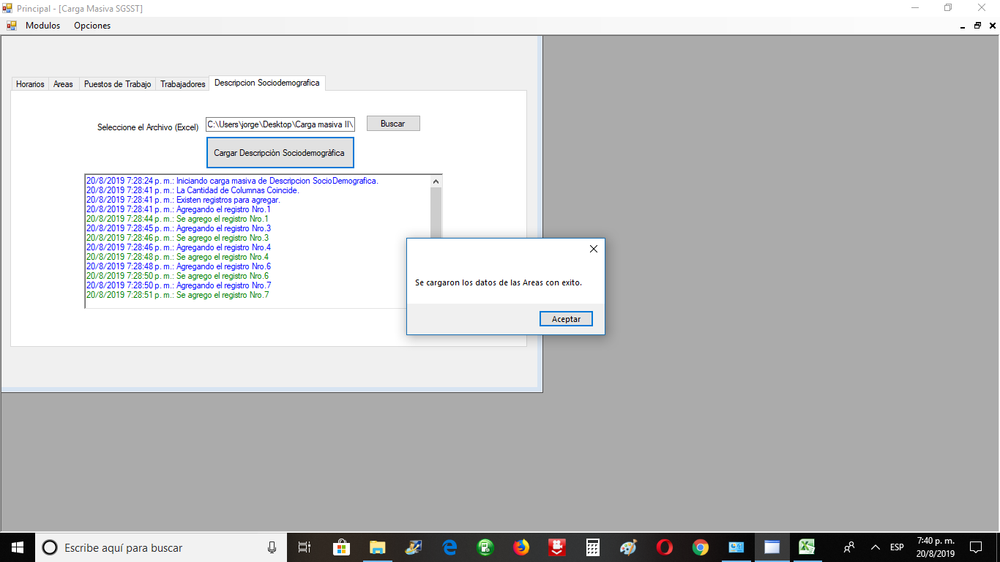 Principal - [Carga Masiva SGSST]
Modulos Opciones
Horarios Areas Puestos de Trabajo Trabajadores Descripcion Sociodemografica
Seleccione el Archivo (Excel) C:\Users\jorge\Desktop\Carga masiva II\ Buscar
Cargar Descripciòn Sociodemogràfica
20/8/2019 7:28:24 p. m.: Iniciando carga masiva de Descripcion SocioDemografica.
20/8/2019 7:28:41 p. m.: La Cantidad de Columnas Coincide.
20/8/2019 7:28:41 p. m.: Existen registros para agregar.
20/8/2019 7:28:41 p. m.: Agregando el registro Nro.1
20/8/2019 7:28:44 p. m.: Se agrego el registro Nro.1
20/8/2019 7:28:45 p. m.: Agregando el registro Nro.3
20/8/2019 7:28:46 p. m.: Se agrego el registro Nro.3
20/8/2019 7:28:46 p. m.: Agregando el registro Nro.4
20/8/2019 7:28:48 p. m.: Se agrego el registro Nro.4
20/8/2019 7:28:48 p. m.: Agregando el registro Nro.6
20/8/2019 7:28:50 p. m.: Se agrego el registro Nro.6
20/8/2019 7:28:50 p. m.: Agregando el registro Nro.7
20/8/2019 7:28:51 p. m.: Se agrego el registro Nro.7
Se cargaron los datos de las Areas con exito.
Aceptar
Escribe aquí para buscar
ESP
7:40 p. m.
20/8/2019